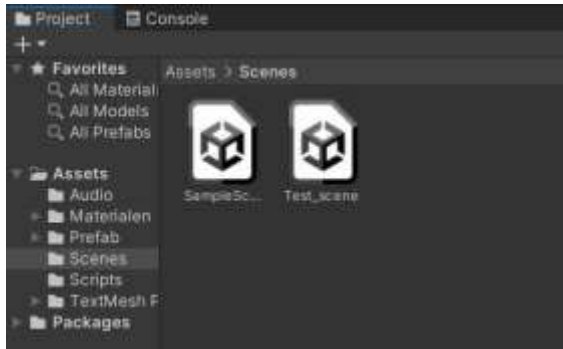 Project Console
Favorites
All Material
All Models
All Prefabs
Assets
Audio
Materialen
Prefab
Scenes
Scripts
TextMesh P
Packages
Assets > Scenes
SampleSc... Test_scene